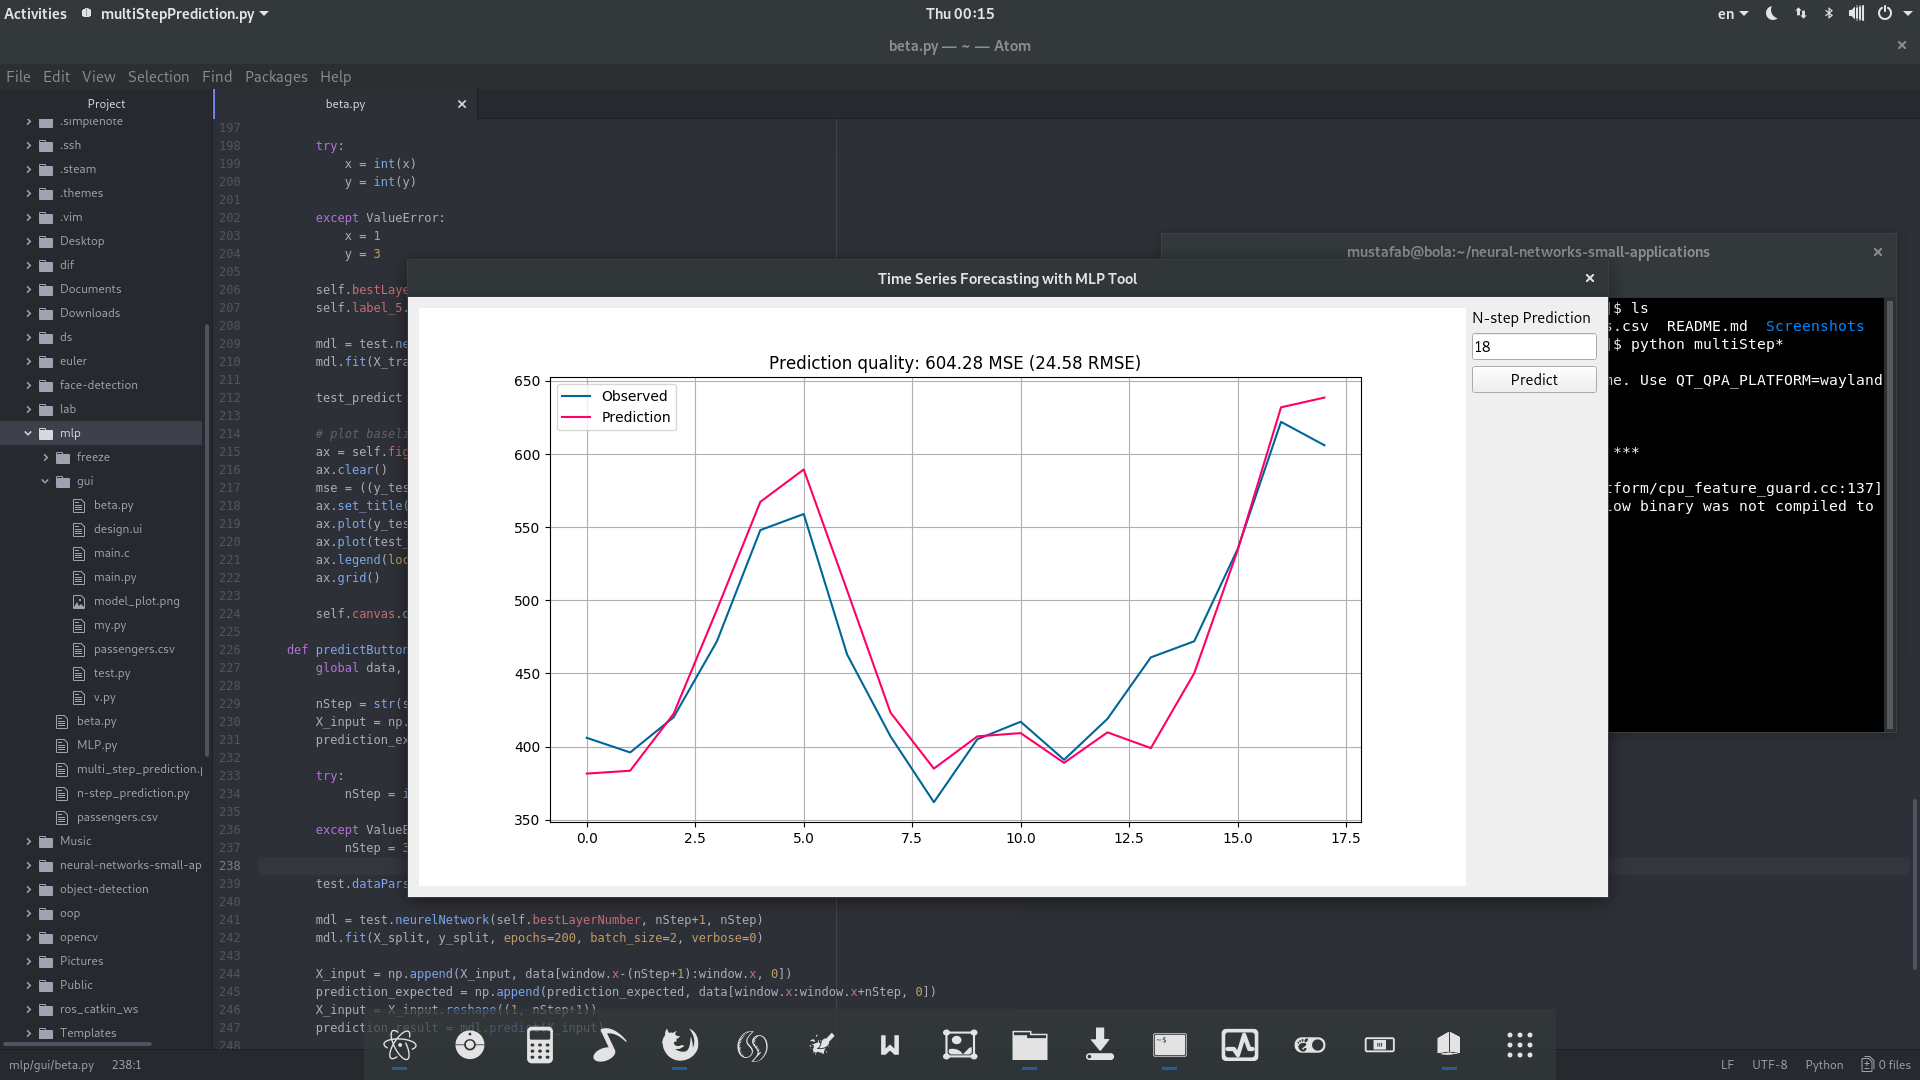 Activities multiStepPrediction.py Thu 00:15 en
beta.py — ~ — Atom
File Edit View Selection Find Packages Help
Project
.simplenote
.ssh
.steam
.themes
.vim
Desktop
dif
Documents
Downloads
ds
euler
face-detection
lab
mlp
freeze
gui
beta.py
design.ui
main.c
main.py
model_plot.png
my.py
passengers.csv
test.py
v.py
beta.py
MLP.py
multi_step_prediction.p
n-step_prediction.py
passengers.csv
Music
neural-networks-small-ap
object-detection
oop
opencv
Pictures
Public
ros_catkin_ws
Templates
beta.py
197
198 try:
199 x = int(x)
200 y = int(y)
201
202 except ValueError:
203 x = 1
204 y = 3
205
206 self.bestLaye
207 self.label_5.
208
209 mdl = test.ne
210 mdl.fit(X_tra
211
212 test_predict
213
214 # plot baseli
215 ax = self.fig
216 ax.clear()
217 mse = ((y_tes
218 ax.set_title(
219 ax.plot(y_tes
220 ax.plot(test_
221 ax.legend(loc
222 ax.grid()
223
224 self.canvas.d
225
226 def predictButton
227 global data,
228
229 nStep = str(s
230 X_input = np.
231 prediction_ex
232
233 try:
234 nStep = i
235
236 except ValueE
237 nStep = 3
238
239 test.dataPars
240
241 mdl = test.neurelNetwork(self.bestLayerNumber, nStep+1, nStep)
242 mdl.fit(X_split, y_split, epochs=200, batch_size=2, verbose=0)
243
244 X_input = np.append(X_input, data[window.x-(nStep+1):window.x, 0])
245 prediction_expected = np.append(prediction_expected, data[window.x:window.x+nStep, 0])
246 X_input = X_input.reshape((1, nStep+1))
247 prediction_result = mdl.predict(X_input)
248
mustafab@bola:~/neural-networks-small-applications
]$ ls
s.csv README.md Screenshots
]$ python multiStep*
me. Use QT_QPA_PLATFORM=wayland
***
tform/cpu_feature_guard.cc:137]
low binary was not compiled to
Time Series Forecasting with MLP Tool
N-step Prediction
18
Predict
Prediction quality: 604.28 MSE (24.58 RMSE)
Observed
Prediction
650
600
550
500
450
400
350
0.0 2.5 5.0 7.5 10.0 12.5 15.0 17.5
~$
mlp/gui/beta.py 238:1 LF UTF-8 Python 0 files